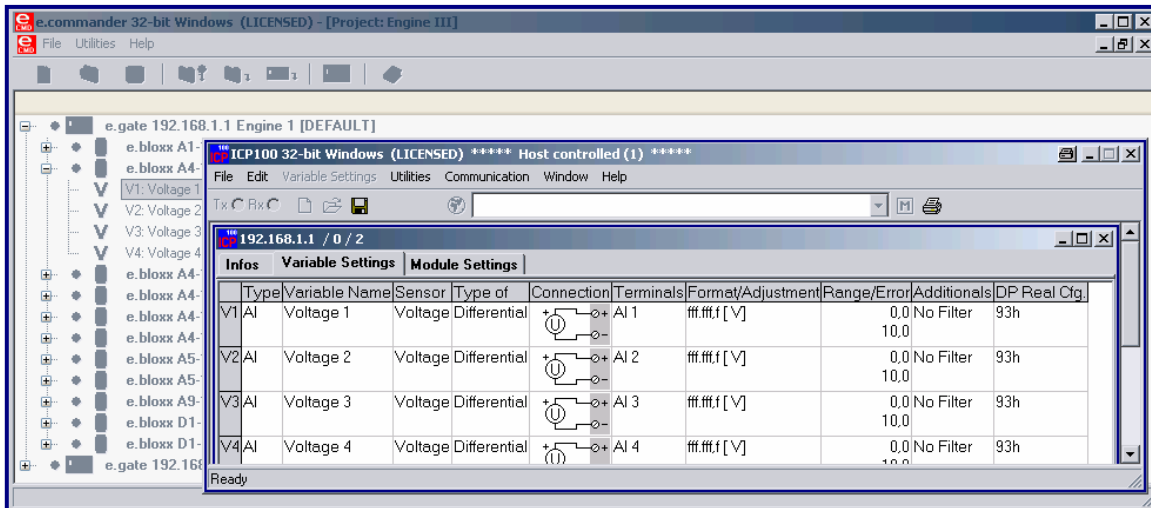 e.commander 32-bit Windows (LICENSED) - [Project: Engine III]
File Utilities Help
e.gate 192.168.1.1 Engine 1 [DEFAULT]
e.bloxx A1-
e.bloxx A4-
V V1: Voltage 1
V V2: Voltage 2
V V3: Voltage 3
V V4: Voltage 4
e.bloxx A4-
e.bloxx A4-
e.bloxx A4-
e.bloxx A4-
e.bloxx A5-
e.bloxx A5-
e.bloxx A9-
e.bloxx D1-
e.bloxx D1-
e.gate 192.168
ICP100 32-bit Windows (LICENSED) ***** Host controlled (1) *****
File Edit Variable Settings Utilities Communication Window Help
Tx Rx M
192.168.1.1 / 0 / 2
Infos Variable Settings Module Settings
Type Variable Name Sensor Type of Connection Terminals Format/Adjustment Range/Error Additionals DP Real Cfg.
V1 AI Voltage 1 Voltage Differential + U + - AI 1 fff.fff,f [ V] 0,0 No Filter 93h
10,0
V2 AI Voltage 2 Voltage Differential + U + - AI 2 fff.fff,f [ V] 0,0 No Filter 93h
10,0
V3 AI Voltage 3 Voltage Differential + U + - AI 3 fff.fff,f [ V] 0,0 No Filter 93h
10,0
V4 AI Voltage 4 Voltage Differential + U + AI 4 fff.fff,f [ V] 0,0 No Filter 93h
Ready